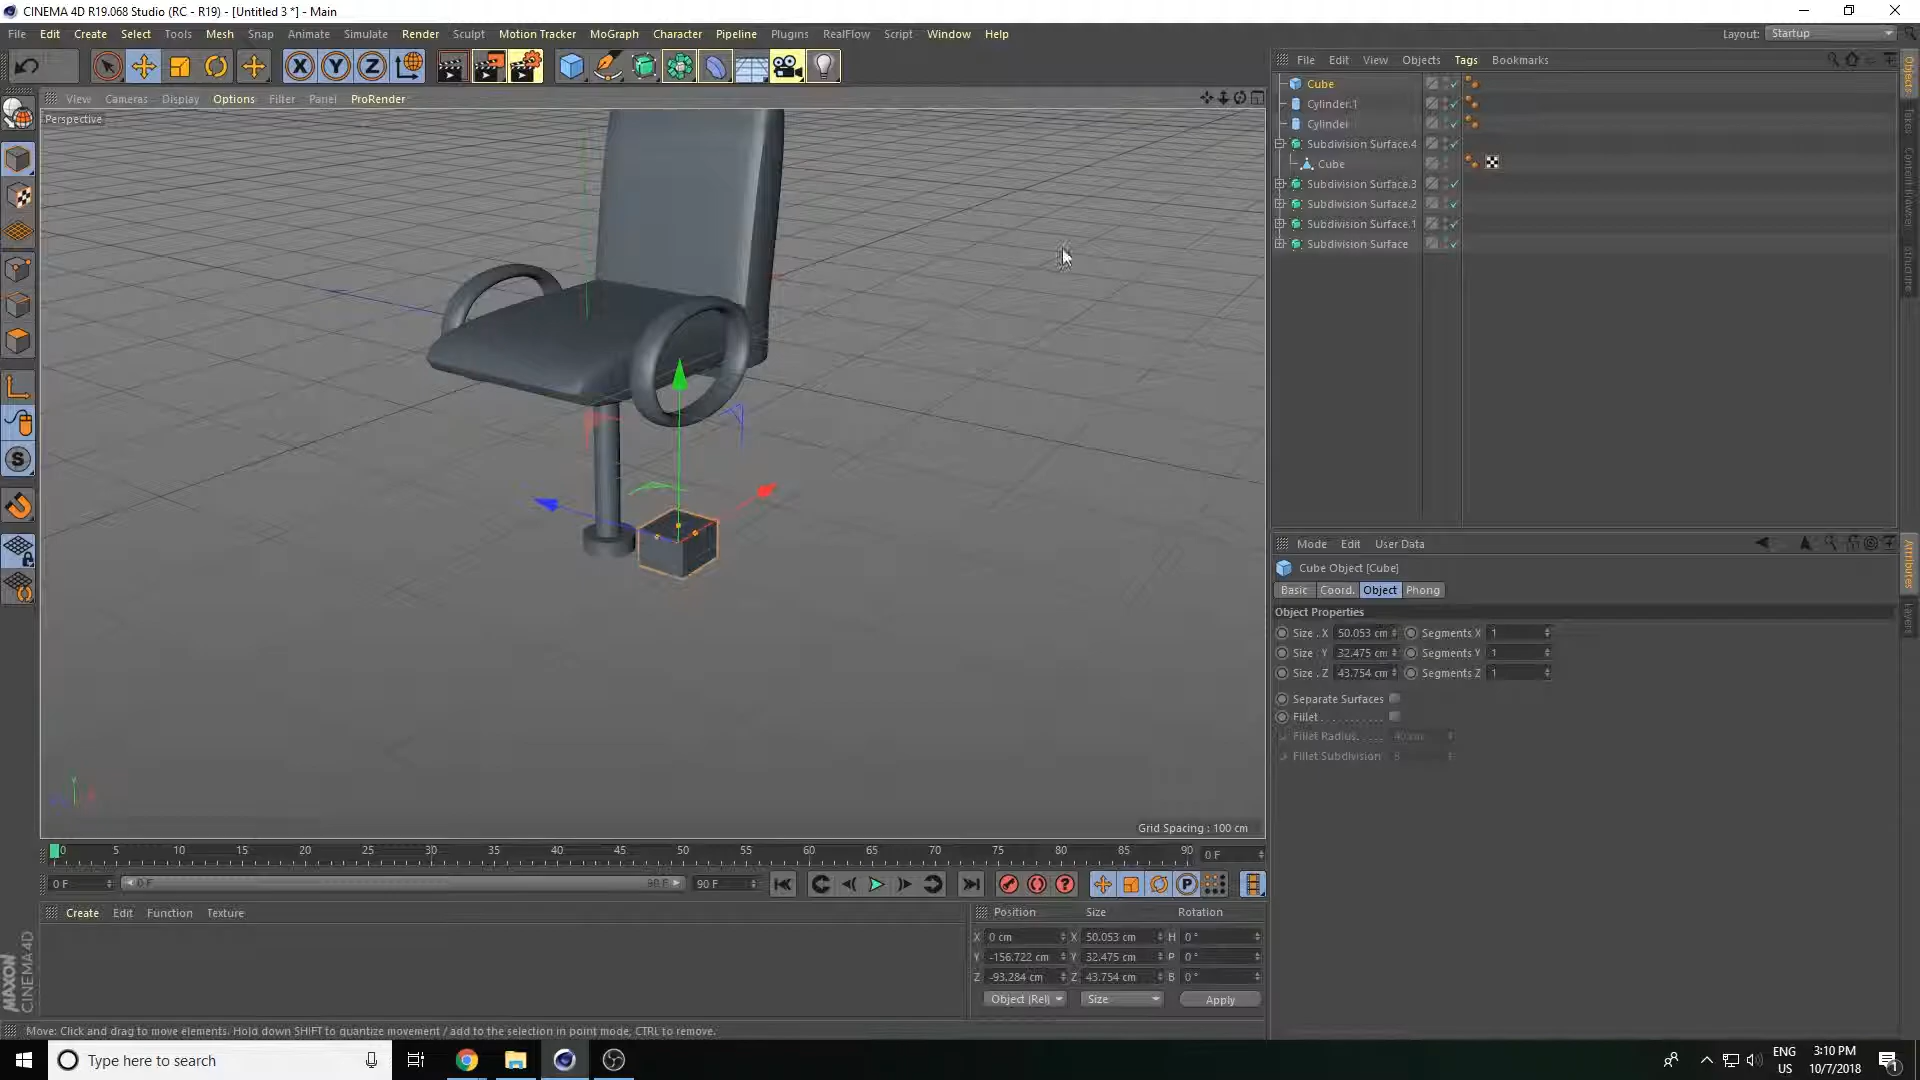 CINEMA 4D R19.068 Studio (RC - R19) - [Untitled 3 *] - Main
File Edit Create Select Tools Mesh Snap Animate Simulate Render Sculpt Motion Tracker MoGraph Character Pipeline Plugins RealFlow Script Window Help
Layout: Startup
View Cameras Display Options Filter Panel ProRender
Perspective
File Edit View Objects Tags Bookmarks
Cube
Cylinder.1
Cylinder
Subdivision Surface.4
Cube
Subdivision Surface.3
Subdivision Surface.2
Subdivision Surface.1
Subdivision Surface
Objects
Takes
Content Browser
Structure
Mode Edit User Data
Cube Object [Cube]
Basic Coord. Object Phong
Object Properties
Size . X 50.053 cm Segments X 1
Size . Y 32.475 cm Segments Y 1
Size . Z 43.754 cm Segments Z 1
Separate Surfaces
Fillet
Fillet Radius
Fillet Subdivision
Attributes
Layers
Grid Spacing : 100 cm
0 5 10 15 20 25 30 35 40 45 50 55 60 65 70 75 80 85 90 0 F
0 F 0 F 90 F 90 F
Create Edit Function Texture
Position Size Rotation
X 0 cm X 50.053 cm H 0 °
Y -156.722 cm Y 32.475 cm P 0 °
Z -93.284 cm Z 43.754 cm B 0 °
Object (Rel) Size Apply
MAXON
CINEMA 4D
Move: Click and drag to move elements. Hold down SHIFT to quantize movement / add to the selection in point mode, CTRL to remove.
Type here to search
ENG
US
3:10 PM
10/7/2018
1